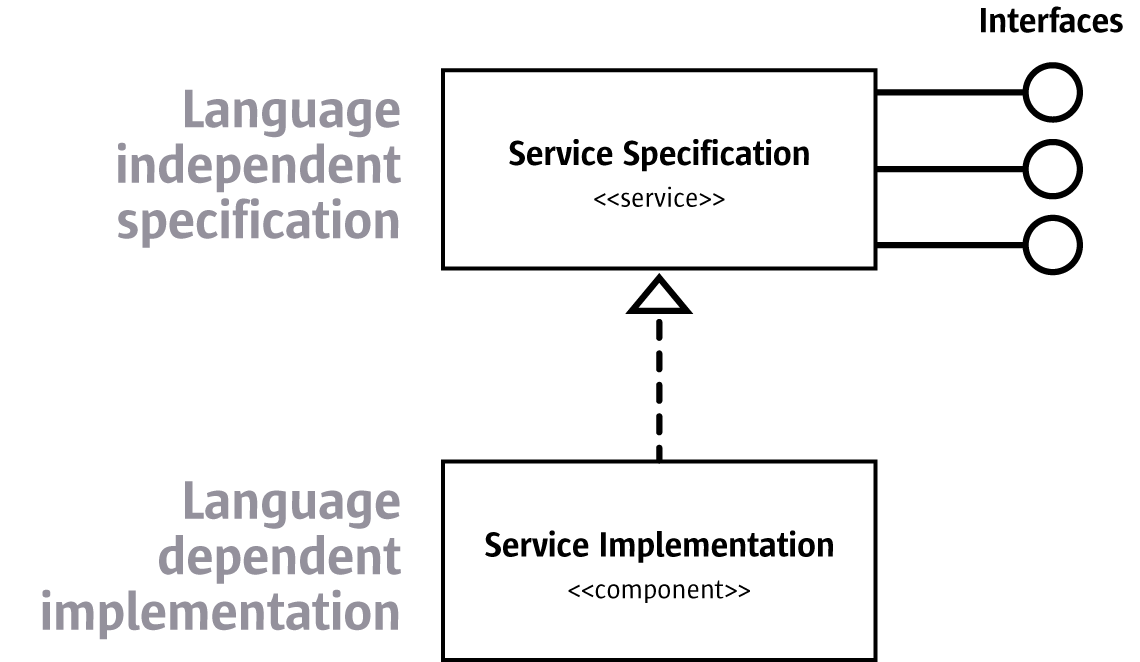 Interfaces
Language
independent
specification
Service Specification
<<service>>
Language
dependent
implementation
Service Implementation
<<component>>